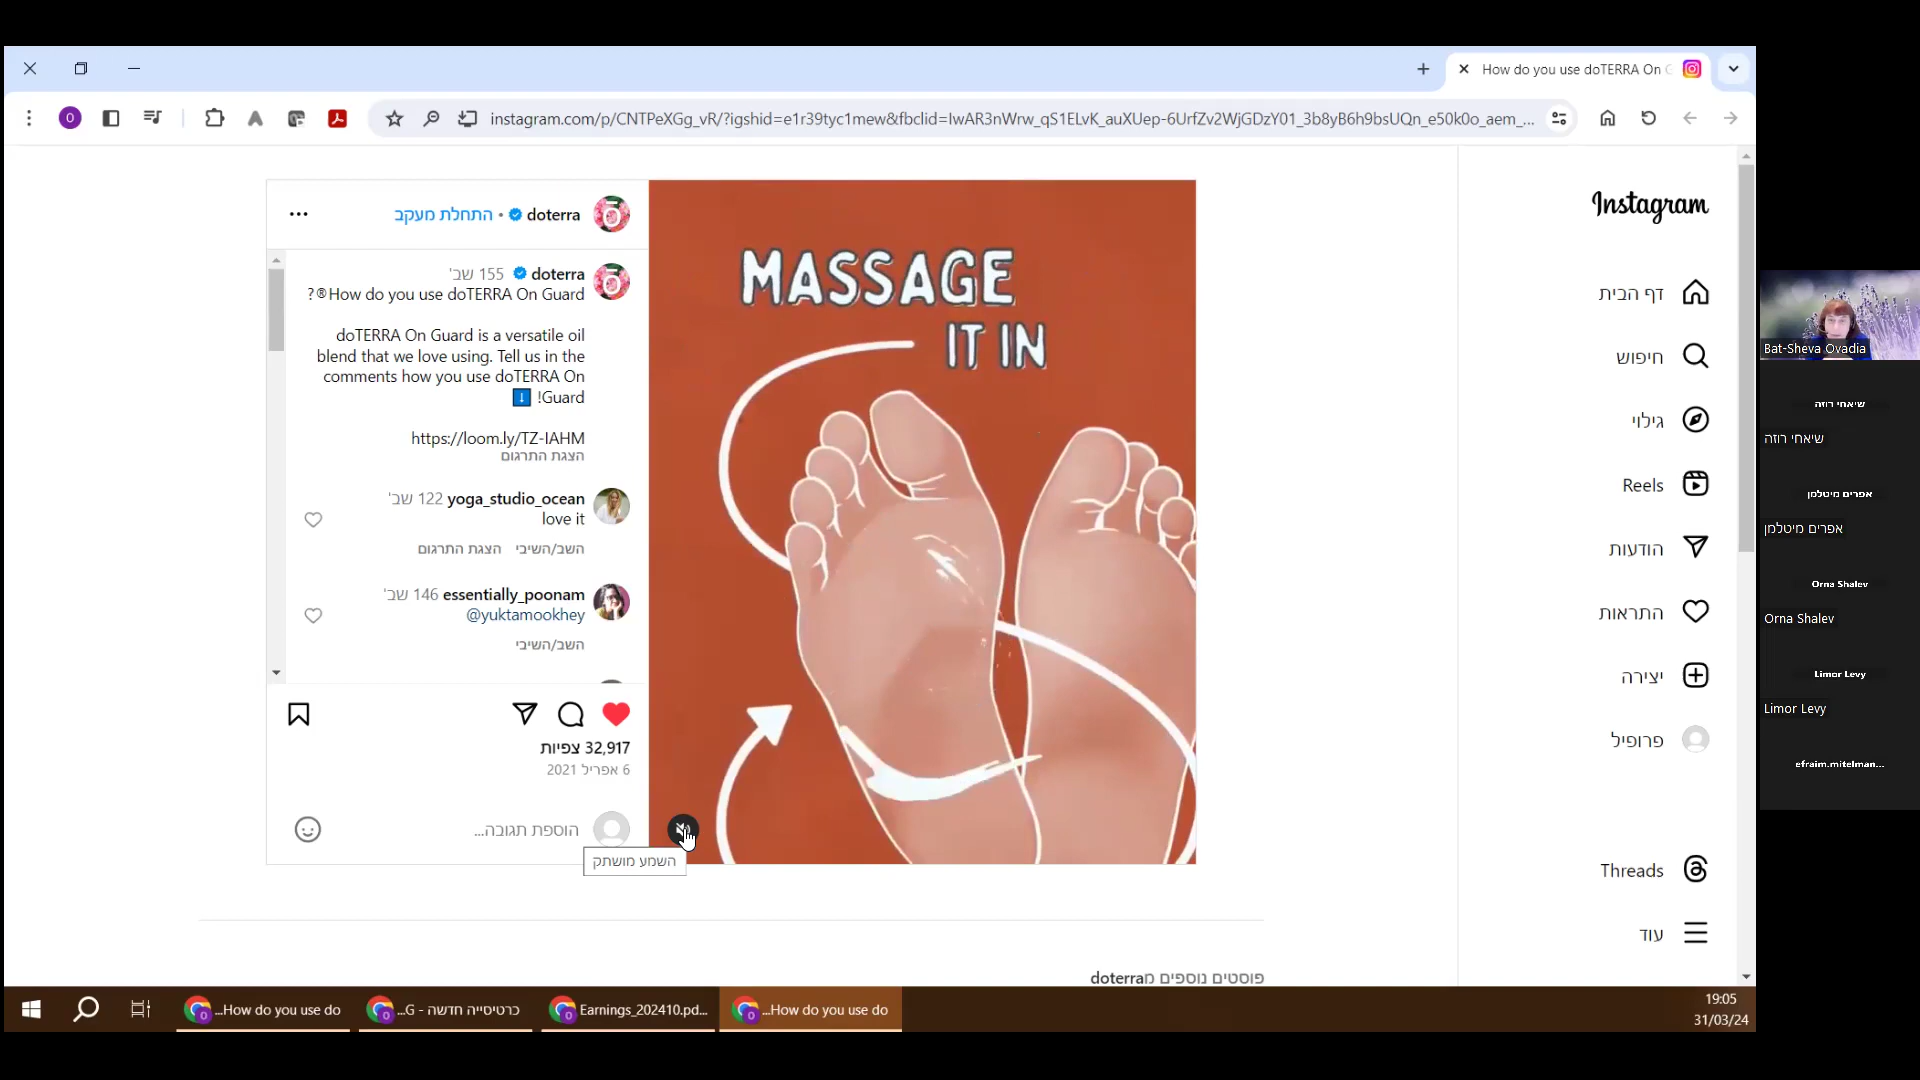 How do you use doTERRA On G
instagram.com/p/CNTPeXGg_vR/?igshid=e1r39tyc1mew&fbclid=IwAR3nWrw_qS1ELvK_auXUep-6UrfZv2WjGDzY01_3b8yB6h9bsUQn_e50k0o_aem_...
doterra • התחלת מעקב
doterra 155 שב'
How do you use doTERRA On Guard®?
doTERRA On Guard is a versatile oil
blend that we love using. Tell us in the
comments how you use doTERRA On
Guard!
https://loom.ly/TZ-IAHM
הצגת התרגום
yoga_studio_ocean 122 שב'
love it
השב/השיבי הצגת התרגום
essentially_poonam 146 שב'
@yuktamookhey
השב/השיבי
32,917 צפיות
6 אפריל 2021
הוספת תגובה...
השמע מושתק
MASSAGE
IT IN
פוסטים נוספים מdoterra
Instagram
דף הבית
חיפוש
גילוי
Reels
הודעות
התראות
יצירה
פרופיל
Threads
עוד
Bat-Sheva Ovadia
שיאחי רוזה
שיאחי רוזה
אפרים מיטלמן
אפרים מיטלמן
Orna Shalev
Orna Shalev
Limor Levy
Limor Levy
efraim.mitelman...
How do you use do...
כרטיסייה חדשה - G...
Earnings_202410.pd...
How do you use do...
19:05
31/03/24